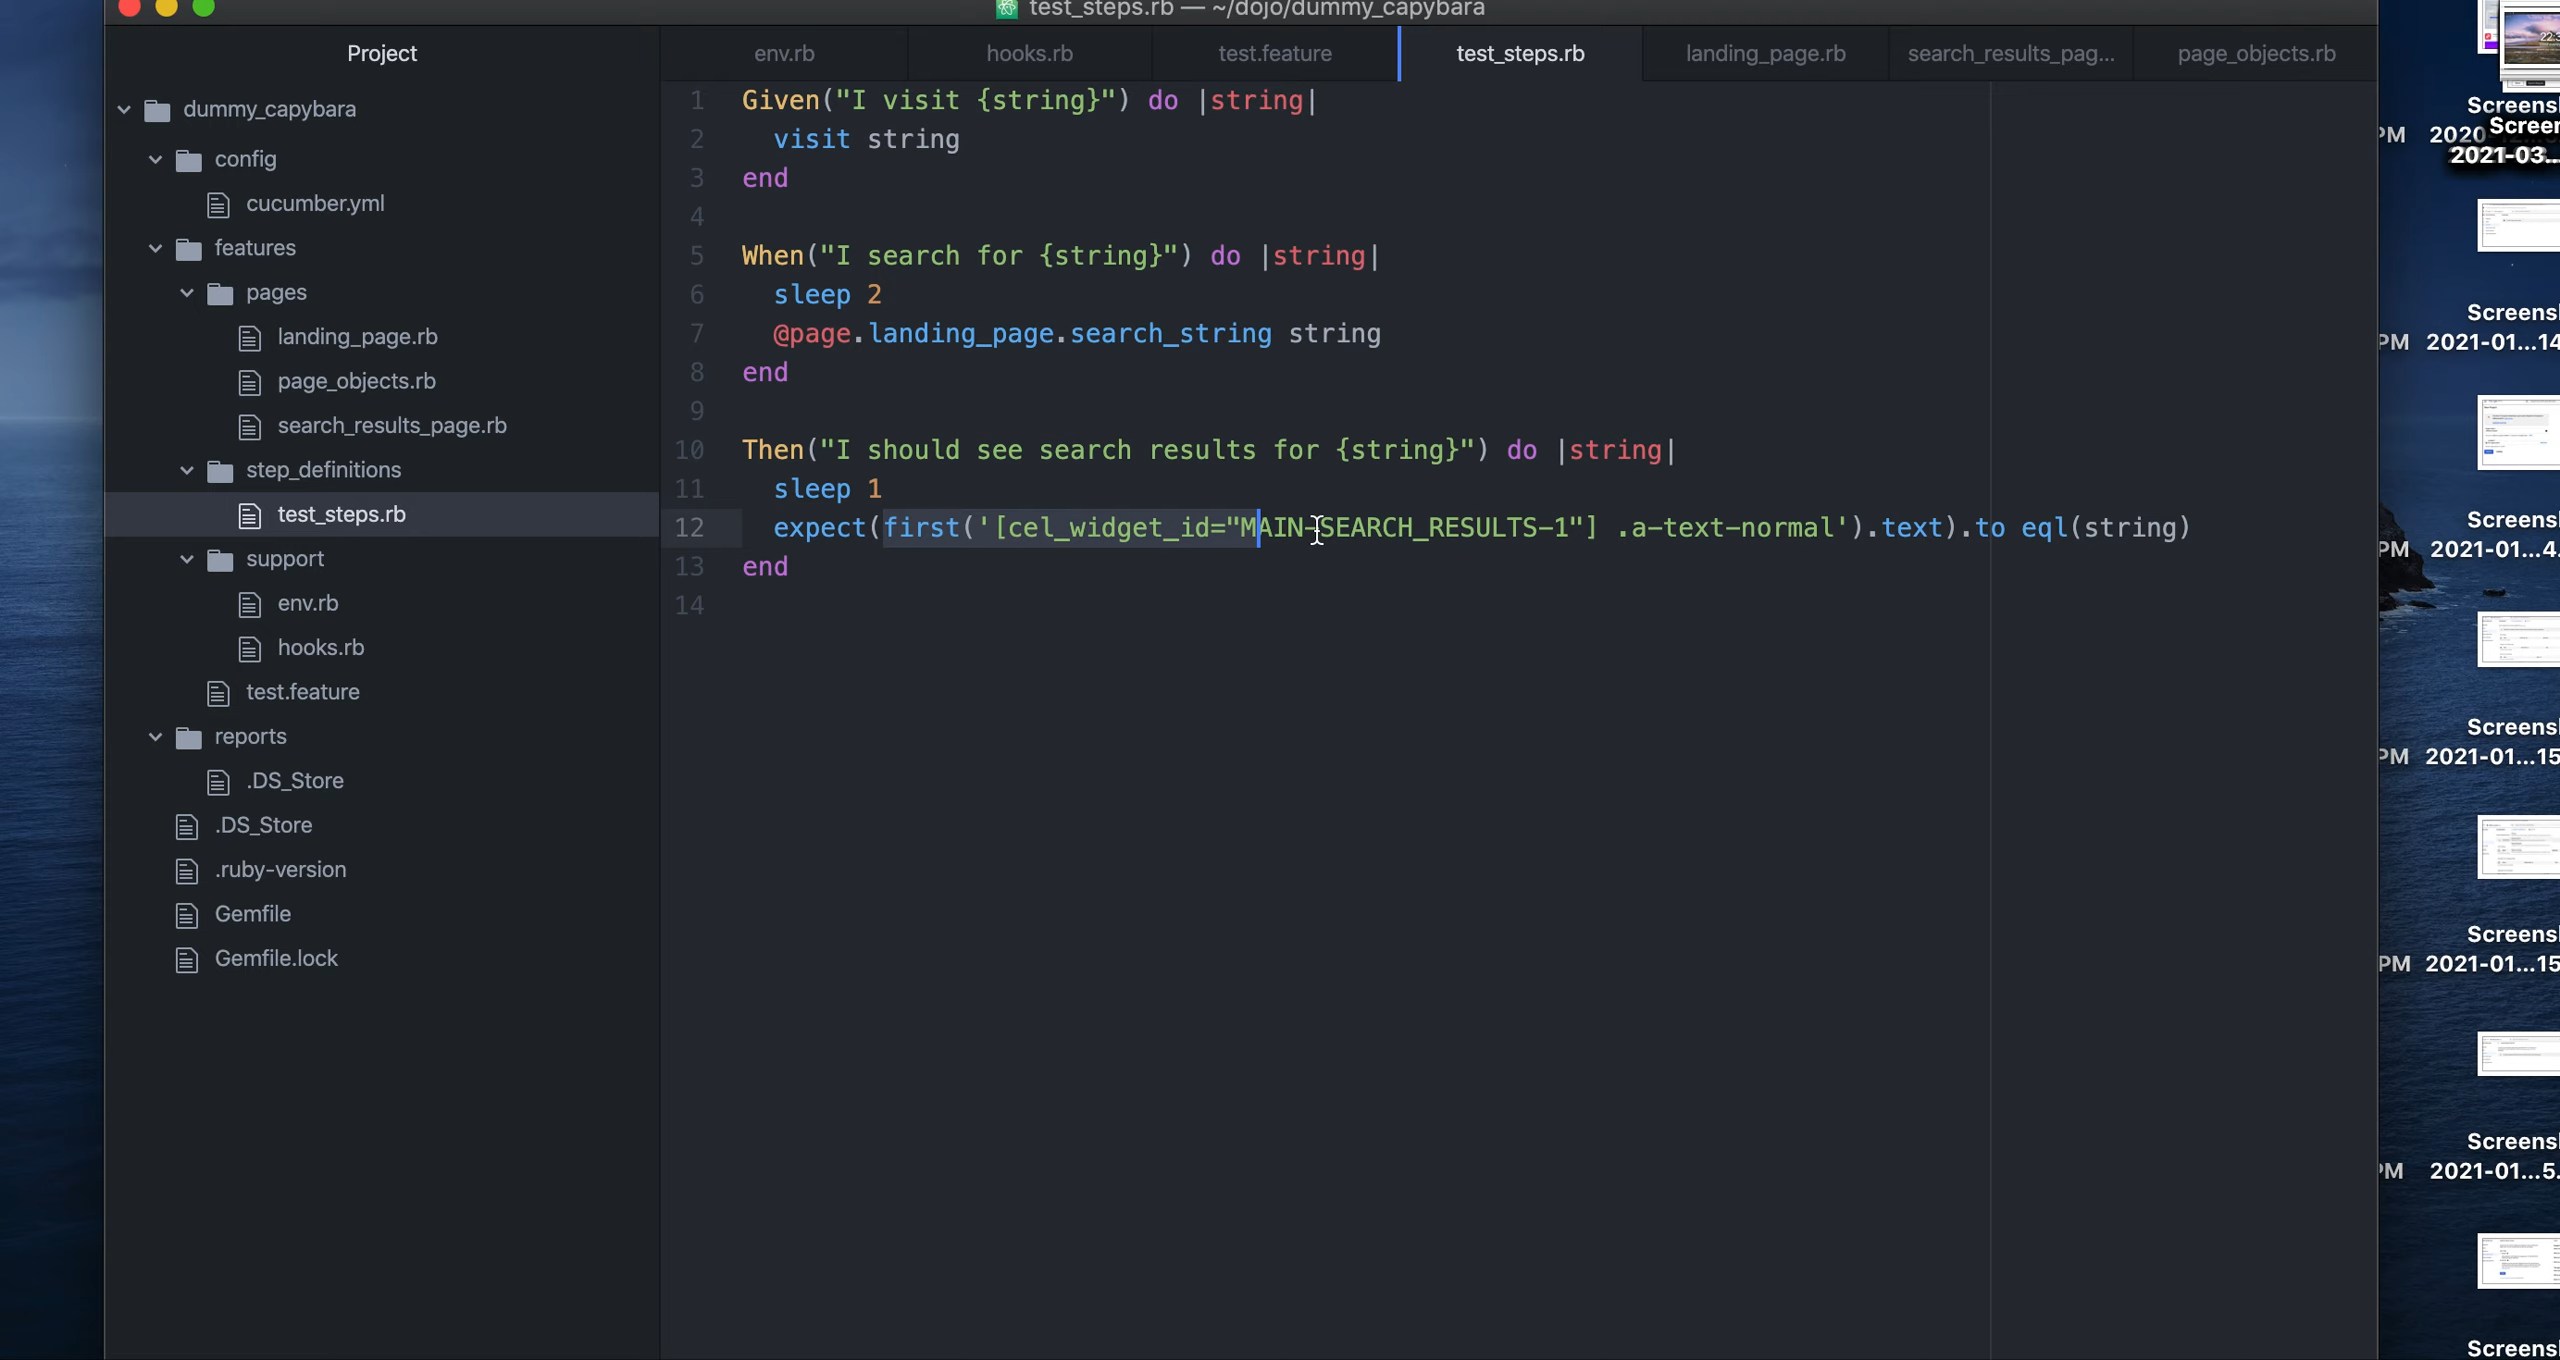 test_steps.rb — ~/dojo/dummy_capybara
Project
env.rb
hooks.rb
test.feature
test_steps.rb
landing_page.rb
search_results_pag...
page_objects.rb
dummy_capybara
config
cucumber.yml
features
pages
landing_page.rb
page_objects.rb
search_results_page.rb
step_definitions
test_steps.rb
support
env.rb
hooks.rb
test.feature
reports
.DS_Store
.DS_Store
.ruby-version
Gemfile
Gemfile.lock
1 Given("I visit {string}") do |string|
2   visit string
3 end
4
5 When("I search for {string}") do |string|
6   sleep 2
7   @page.landing_page.search_string string
8 end
9
10 Then("I should see search results for {string}") do |string|
11   sleep 1
12   expect(first('[cel_widget_id="MAIN-SEARCH_RESULTS-1"] .a-text-normal').text).to eql(string)
13 end
14
Screens
PM 2020
Screen
2021-03...
Screens
PM 2021-01...14
Screens
PM 2021-01...4.
Screens
PM 2021-01...15
Screens
PM 2021-01...15
Screens
PM 2021-01...5.
Screens